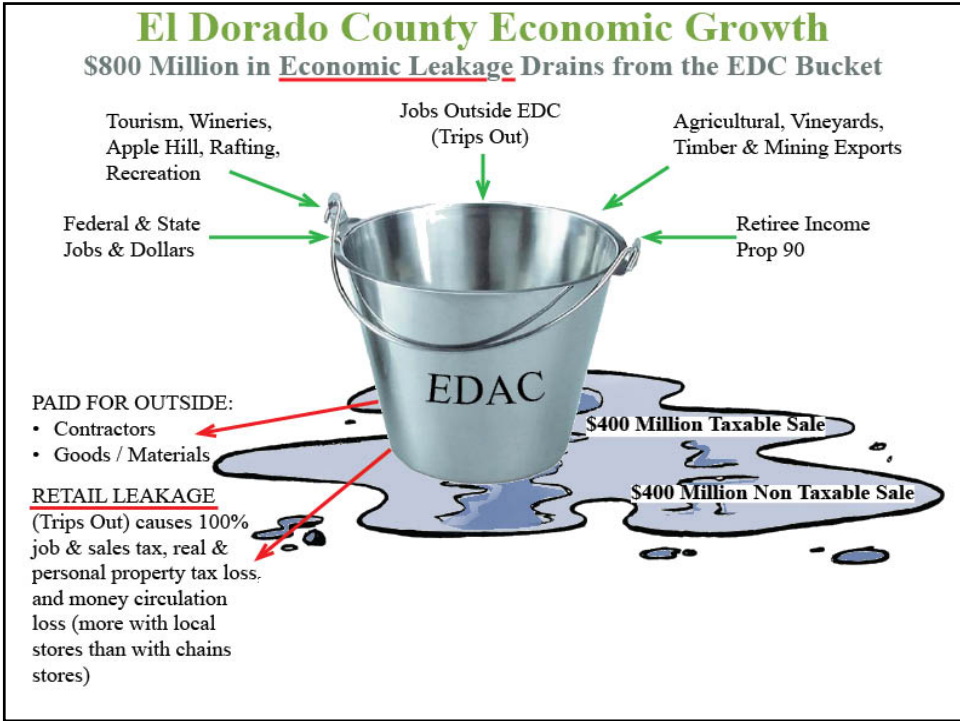 El Dorado County Economic Growth
$800 Million in Economic Leakage Drains from the EDC Bucket
Tourism, Wineries,
Apple Hill, Rafting,
Recreation
Jobs Outside EDC
(Trips Out)
Agricultural, Vineyards,
Timber & Mining Exports
Federal & State
Jobs & Dollars
Retiree Income
Prop 90
EDAC
PAID FOR OUTSIDE:
• Contractors
• Goods / Materials
$400 Million Taxable Sale
$400 Million Non Taxable Sale
RETAIL LEAKAGE
(Trips Out) causes 100%
job & sales tax, real &
personal property tax loss,
and money circulation
loss (more with local
stores than with chains
stores)